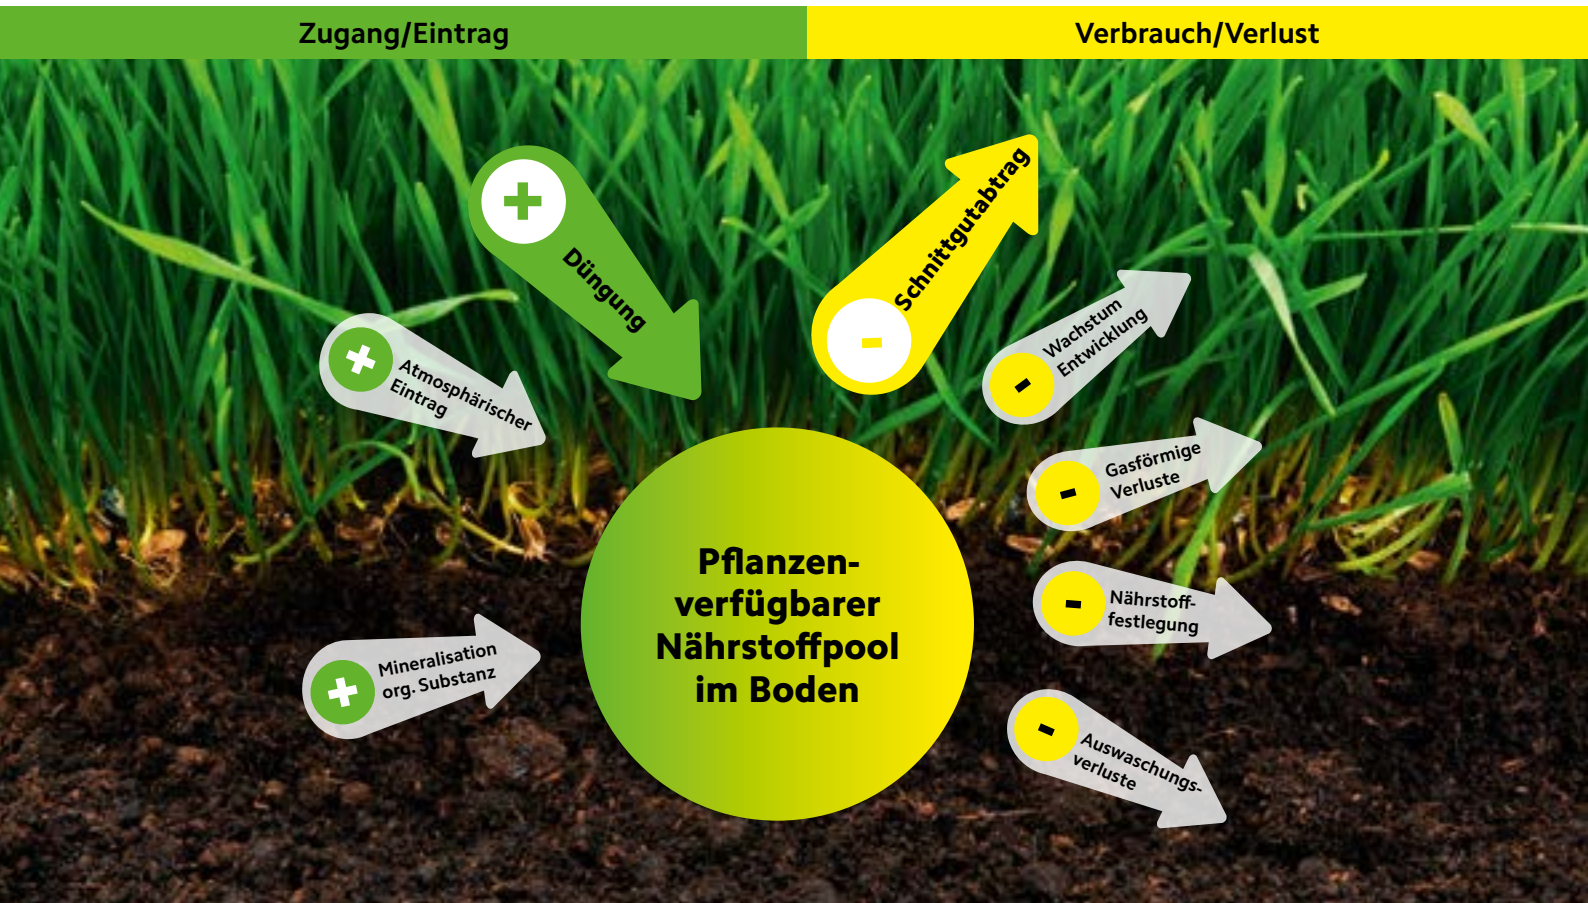 Zugang/Eintrag
Verbrauch/Verlust
+
Düngung
+
Atmosphärischer
Eintrag
+
Mineralisation
org. Substanz
Pflanzen-
verfügbarer
Nährstoffpool
im Boden
-
Schnittgutabtrag
-
Wachstum
Entwicklung
-
Gasförmige
Verluste
-
Nährstoff-
festlegung
-
Auswaschungs-
verluste